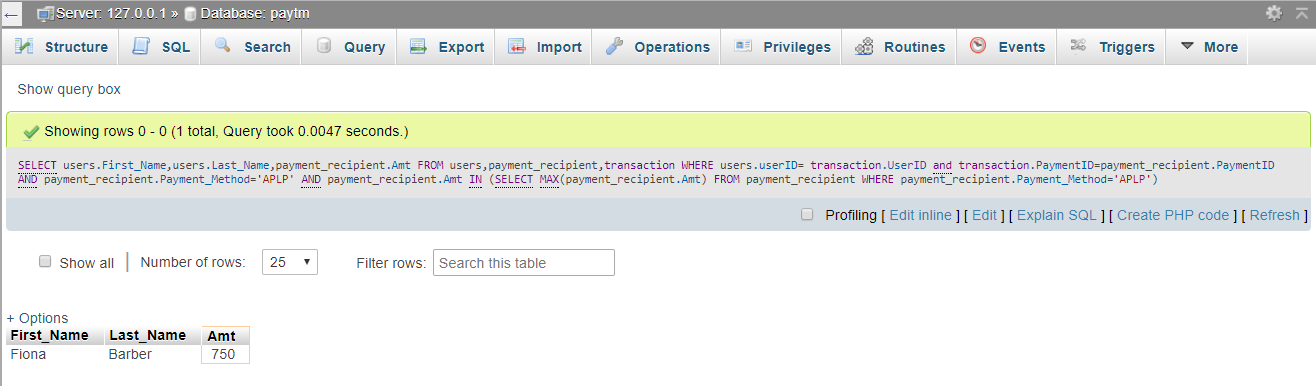 ← Server: 127.0.0.1 » Database: paytm
Structure SQL Search Query Export Import Operations Privileges Routines Events Triggers More
Show query box
Showing rows 0 - 0 (1 total, Query took 0.0047 seconds.)
SELECT users.First_Name,users.Last_Name,payment_recipient.Amt FROM users,payment_recipient,transaction WHERE users.userID= transaction.UserID and transaction.PaymentID=payment_recipient.PaymentID
AND payment_recipient.Payment_Method='APLP' AND payment_recipient.Amt IN (SELECT MAX(payment_recipient.Amt) FROM payment_recipient WHERE payment_recipient.Payment_Method='APLP')
Profiling [ Edit inline ] [ Edit ] [ Explain SQL ] [ Create PHP code ] [ Refresh ]
Show all | Number of rows: 25 Filter rows: Search this table
+ Options
First_Name Last_Name Amt
Fiona Barber 750